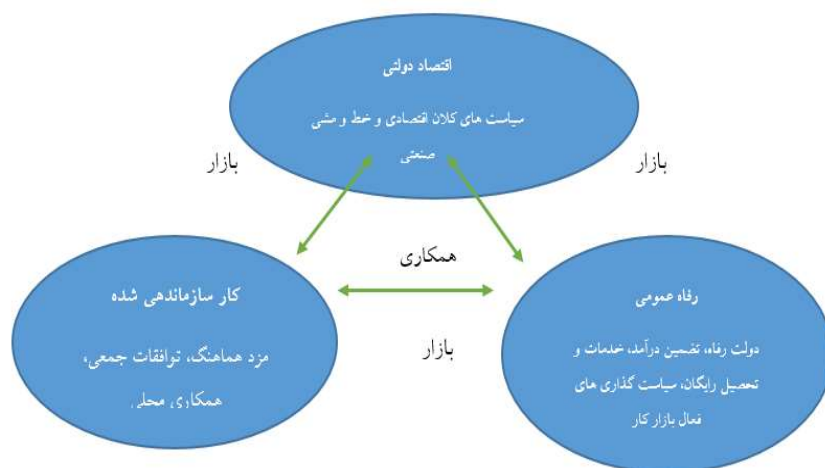 اقتصاد دولتی
سیاست های کلان اقتصادی و خط و مشی
صنعتی
بازار
بازار
همکاری
رفاه عمومی
دولت رفاه، تضمین درآمد، خدمات و
تحصیل رایگان، سیاست گذاری های
فعال بازار کار
کار سازماندهی شده
مزد هماهنگ، توافقات جمعی،
همکاری محلی
بازار